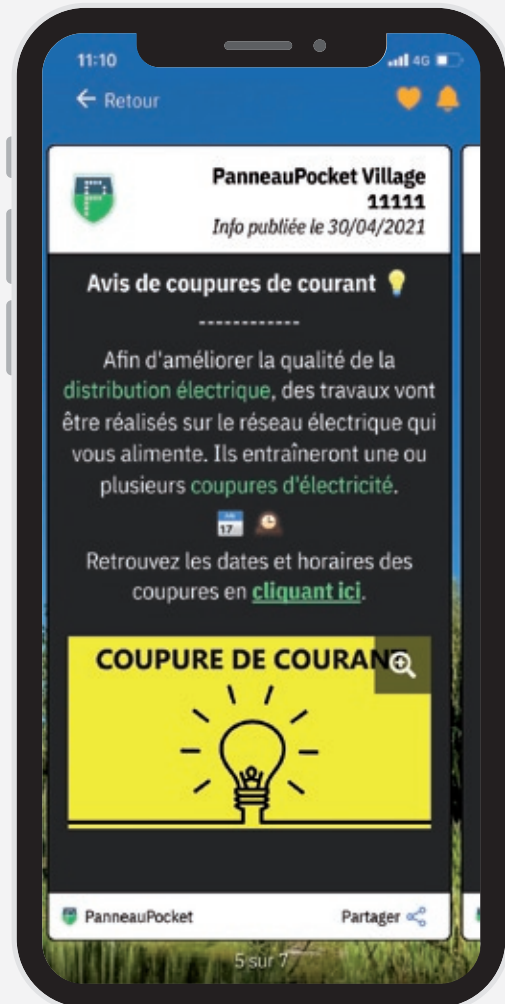 11:10
4G
← Retour
PanneauPocket Village
11111
Info publiée le 30/04/2021
Avis de coupures de courant 💡
------------
Afin d'améliorer la qualité de la
distribution électrique, des travaux vont
être réalisés sur le réseau électrique qui
vous alimente. Ils entraîneront une ou
plusieurs coupures d'électricité.
17
Retrouvez les dates et horaires des
coupures en cliquant ici.
COUPURE DE COURANT
PanneauPocket
Partager
5 sur 7